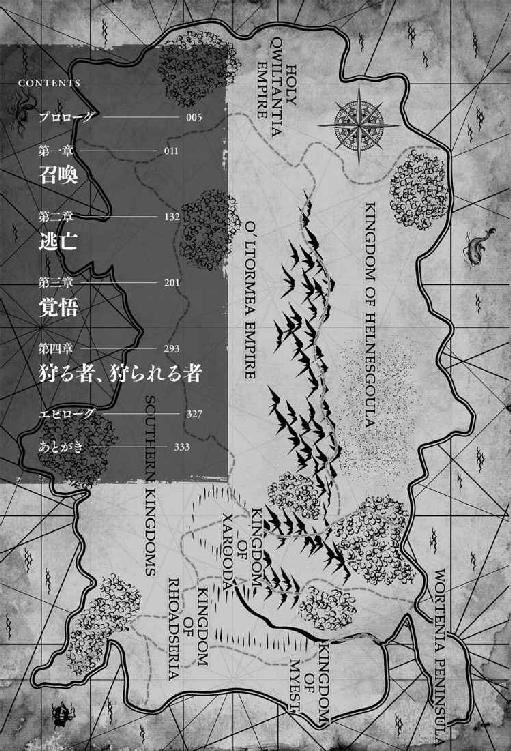 CONTENTS
プロローグ 005
第一章 011
召喚
第二章 132
逃亡
第三章 201
覚悟
第四章 293
狩る者、狩られる者
エピローグ 327
あとがき 333
HOLY
QWILTANTIA
EMPIRE
O' LTORMEA EMPIRE
KINGDOM OF HELNESGOULA
SOUTHERN KINGDOMS
KINGDOM
OF
XAROODA
KINGDOM
OF
RHOADSERIA
KINGDOM
OF
MYEST
WORTENIA PENINSULA